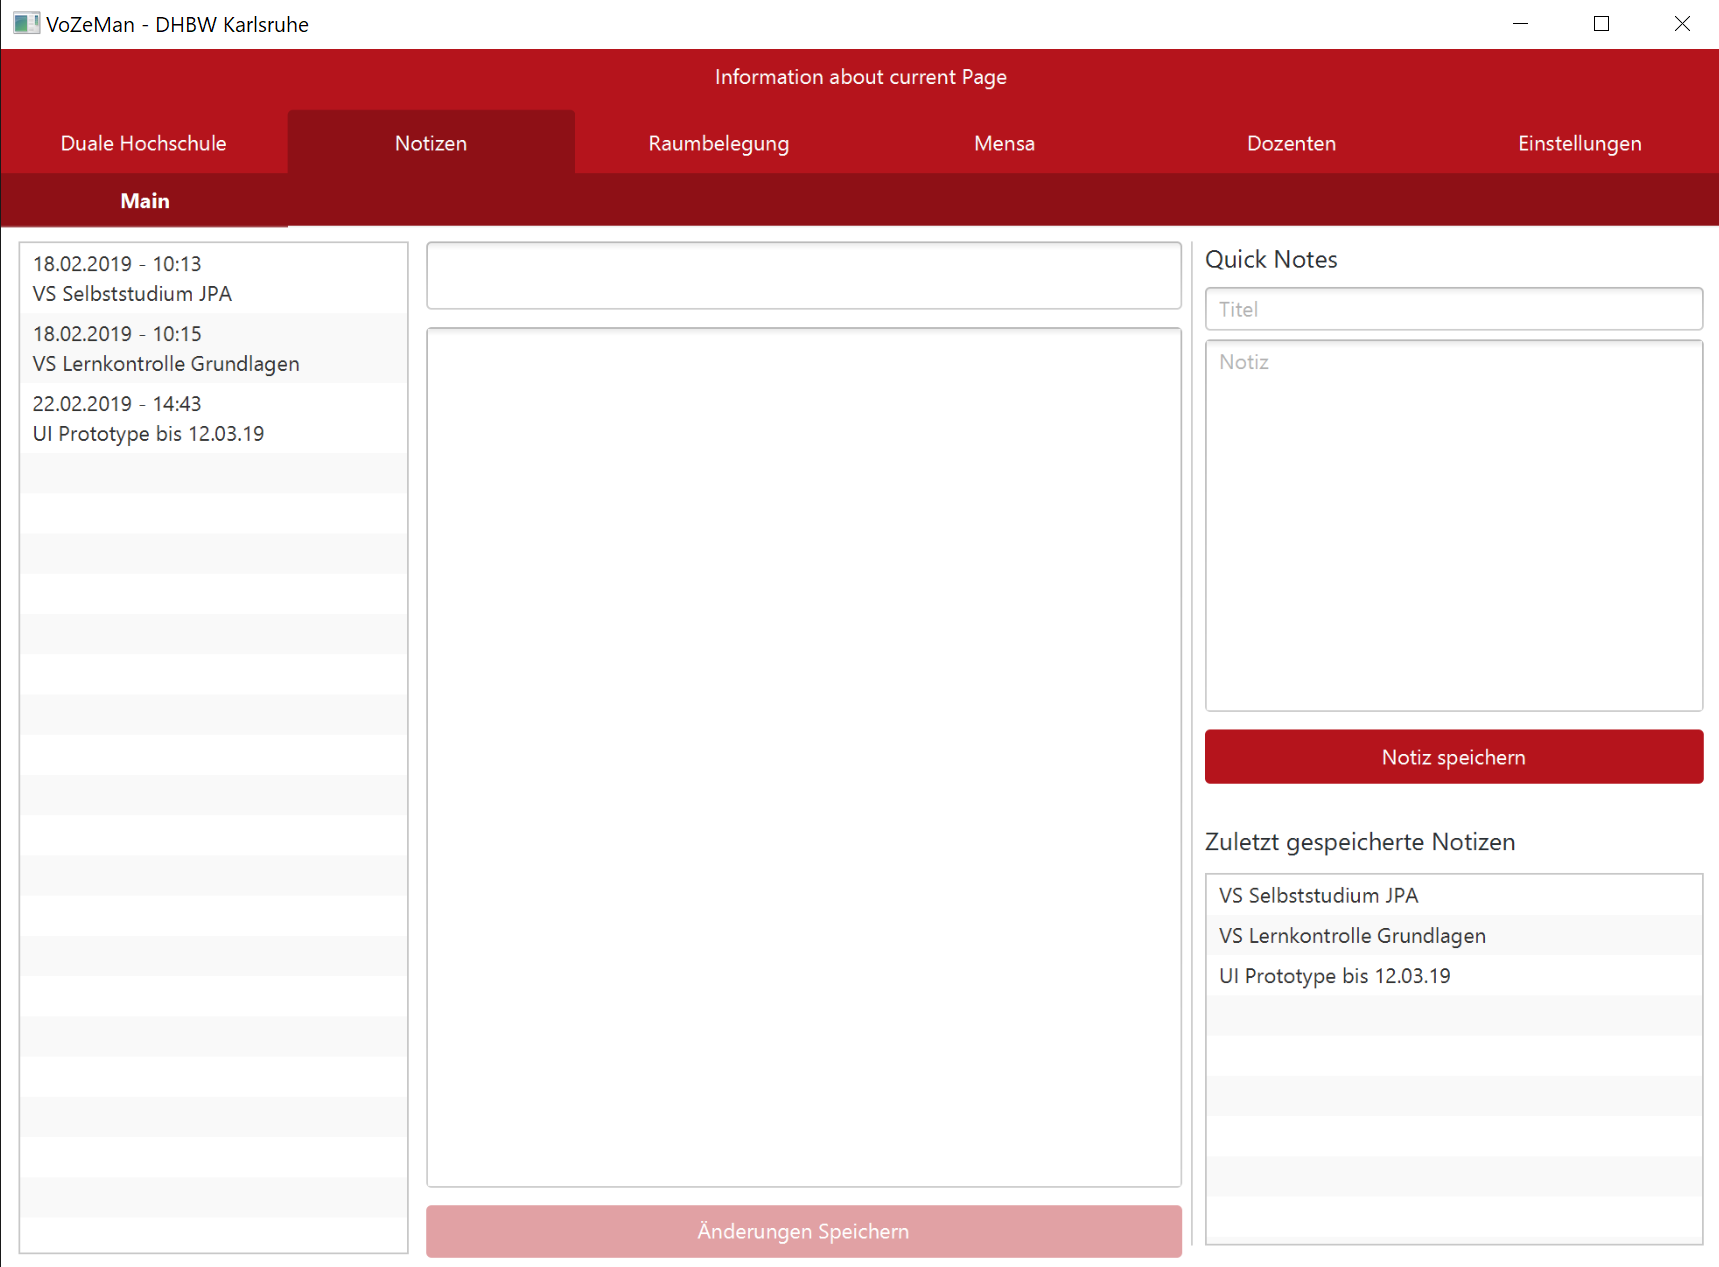 VoZeMan - DHBW Karlsruhe
Information about current Page
Duale Hochschule
Notizen
Raumbelegung
Mensa
Dozenten
Einstellungen
Main
18.02.2019 - 10:13
VS Selbststudium JPA
18.02.2019 - 10:15
VS Lernkontrolle Grundlagen
22.02.2019 - 14:43
UI Prototype bis 12.03.19
Änderungen Speichern
Quick Notes
Titel
Notiz
Notiz speichern
Zuletzt gespeicherte Notizen
VS Selbststudium JPA
VS Lernkontrolle Grundlagen
UI Prototype bis 12.03.19